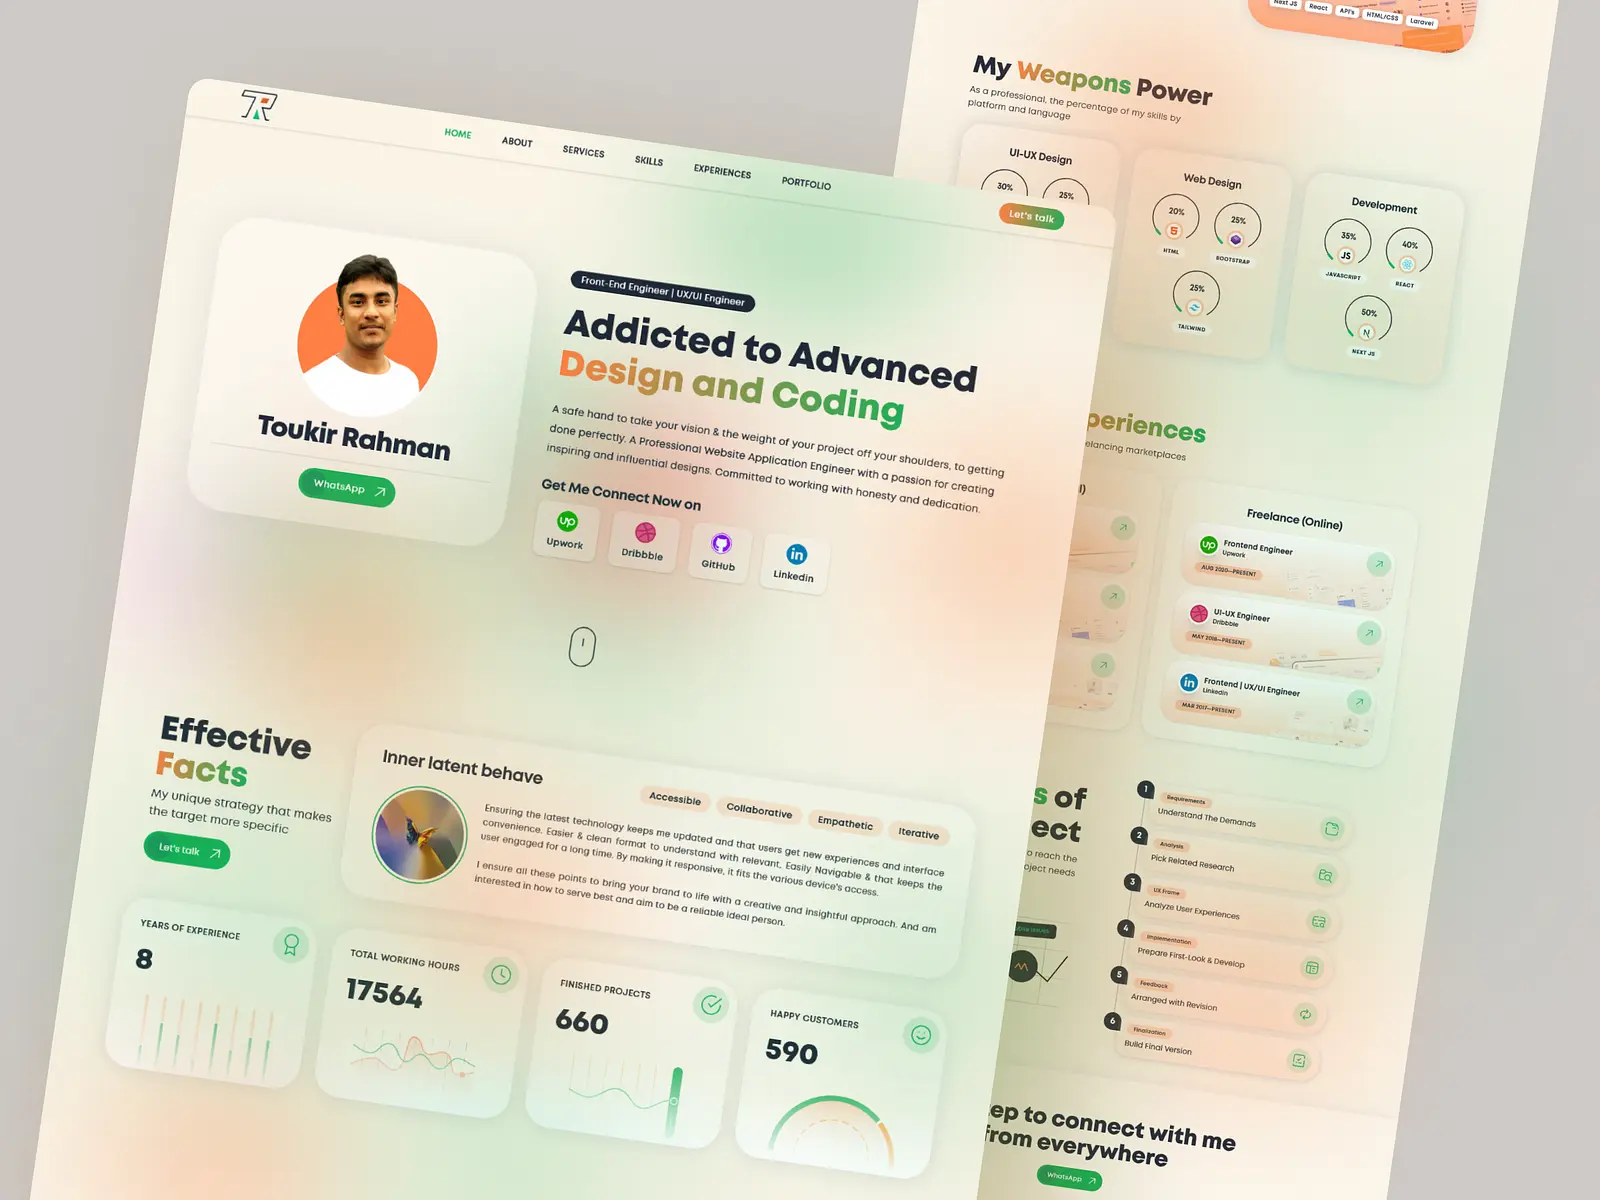 HOME
ABOUT
SERVICES
SKILLS
EXPERIENCES
PORTFOLIO
Let's talk
Toukir Rahman
WhatsApp
Front-End Engineer | UX/UI Engineer
Addicted to Advanced
Design and Coding
A safe hand to take your vision & the weight of your project off your shoulders, to getting
done perfectly. A Professional Website Application Engineer with a passion for creating
inspiring and influential designs. Committed to working with honesty and dedication.
Get Me Connect Now on
up
Upwork
Dribbble
GitHub
in
Linkedin
Effective
Facts
My unique strategy that makes
the target more specific
Let's talk
Inner latent behave
Accessible
Collaborative
Empathetic
Iterative
Ensuring the latest technology keeps me updated and that users get new experiences and interface
convenience. Easier & clean format to understand with relevant, Easily Navigable & that keeps the
user engaged for a long time. By making it responsive, it fits the various device's access.
I ensure all these points to bring your brand to life with a creative and insightful approach. And am
interested in how to serve best and aim to be a reliable ideal person.
YEARS OF EXPERIENCE
8
TOTAL WORKING HOURS
17564
FINISHED PROJECTS
660
HAPPY CUSTOMERS
590
Next JS
React
API's
HTML/CSS
Laravel
My Weapons Power
As a professional, the percentage of my skills by
platform and language
UI-UX Design
30%
25%
Web Design
20%
5
HTML
25%
BOOTSTRAP
25%
TAILWIND
Development
35%
JS
JAVASCRIPT
40%
REACT
50%
N
NEXT JS
periences
elancing marketplaces
Freelance (Online)
up
Frontend Engineer
Upwork
AUG 2020—PRESENT
UI-UX Engineer
Dribbble
MAY 2018—PRESENT
in
Frontend | UX/UI Engineer
Linkedin
MAR 2017—PRESENT
s of
ect
o reach the
oject needs
1
Requirements
Understand The Demands
2
Analysis
Pick Related Research
3
UX Frame
Analyze User Experiences
4
Implementation
Prepare First-Look & Develop
5
Feedback
Arranged with Revision
6
Finalization
Build Final Version
ep to connect with me
from everywhere
WhatsApp